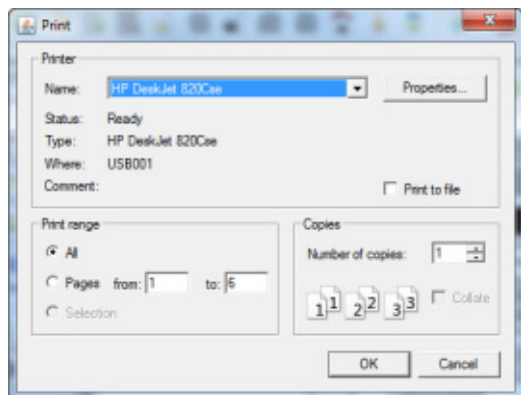 Print
Printer
Name: HP DeskJet 820Cse Properties...
Status: Ready
Type: HP DeskJet 820Cse
Where: USB001
Comment: Print to file
Print range
All
Pages from: 1 to: 6
Selection
Copies
Number of copies: 1
1 1 2 2 3 3 Collate
OK Cancel